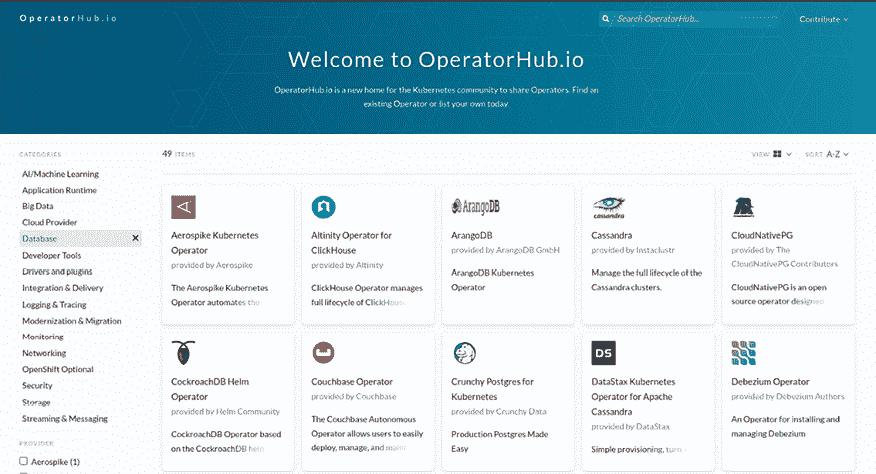 OperatorHub.io
Search OperatorHub...
Contribute
Welcome to OperatorHub.io
OperatorHub.io is a new home for the Kubernetes community to share Operators. Find an
existing Operator or list your own today.
CATEGORIES
AI/Machine Learning
Application Runtime
Big Data
Cloud Provider
Database
Developer Tools
Drivers and plugins
Integration & Delivery
Logging & Tracing
Modernization & Migration
Monitoring
Networking
OpenShift Optional
Security
Storage
Streaming & Messaging
PROVIDER
Aerospike (1)
49 ITEMS
VIEW
SORT A-Z
Aerospike Kubernetes
Operator
provided by Aerospike
The Aerospike Kubernetes
Operator automates the
Altinity Operator for
ClickHouse
provided by Altinity
ClickHouse Operator manages
full lifecycle of ClickHouse
ArangoDB
ArangoDB
provided by ArangoDB GmbH
ArangoDB Kubernetes
Operator
cassandra
Cassandra
provided by Instaclustr
Manage the full lifecycle of the
Cassandra clusters.
CloudNativePG
provided by The
CloudNativePG Contributors
CloudNativePG is an open
source operator designed
CockroachDB Helm
Operator
provided by Helm Community
CockroachDB Operator based
on the CockroachDB helm
Couchbase Operator
provided by Couchbase
The Couchbase Autonomous
Operator allows users to easily
deploy, manage, and
Crunchy Postgres for
Kubernetes
provided by Crunchy Data
Production Postgres Made
Easy
DS
DataStax Kubernetes
Operator for Apache
Cassandra
provided by DataStax
Simple provisioning, turn
Debezium Operator
provided by Debezium Authors
An Operator for installing and
managing Debezium